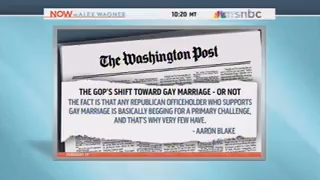 NOW w/ALEX WAGNER
10:20 MT
msnbc
The Washington Post
THE GOP'S SHIFT TOWARD GAY MARRIAGE - OR NOT
THE FACT IS THAT ANY REPUBLICAN OFFICEHOLDER WHO SUPPORTS
GAY MARRIAGE IS BASICALLY BEGGING FOR A PRIMARY CHALLENGE,
AND THAT'S WHY VERY FEW HAVE.
- AARON BLAKE